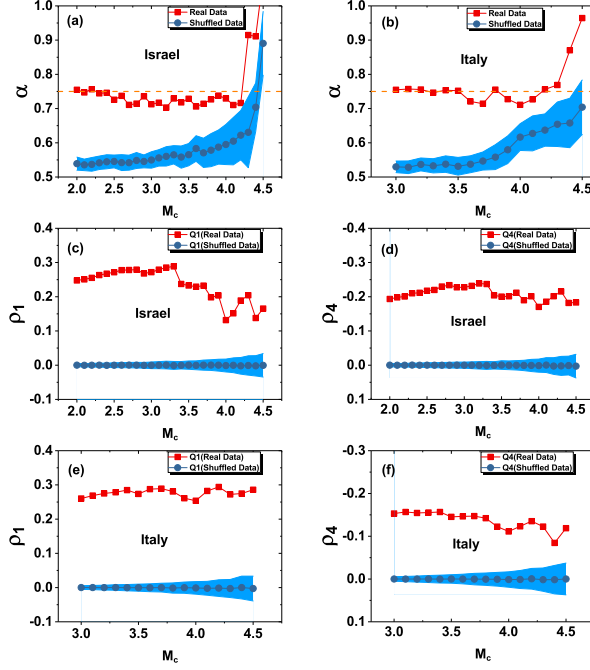 (a)
Real Data
Shuffled Data
Israel
α
1.0
0.9
0.8
0.7
0.6
0.5
2.0 2.5 3.0 3.5 4.0 4.5
Mc
(b)
Real Data
Shuffled Data
Italy
α
1.0
0.9
0.8
0.7
0.6
0.5
3.0 3.5 4.0 4.5
Mc
(c)
Q1(Real Data)
Q1(Shuffled Data)
Israel
ρ1
0.4
0.3
0.2
0.1
0.0
-0.1
2.0 2.5 3.0 3.5 4.0 4.5
Mc
(d)
Q4(Real Data)
Q4(Shuffled Data)
Israel
ρ4
-0.4
-0.3
-0.2
-0.1
0.0
0.1
2.0 2.5 3.0 3.5 4.0 4.5
Mc
(e)
Q1(Real Data)
Q1(Shuffled Data)
Italy
ρ1
0.4
0.3
0.2
0.1
0.0
-0.1
3.0 3.5 4.0 4.5
Mc
(f)
Q4(Real Data)
Q4(Shuffled Data)
Italy
ρ4
-0.3
-0.2
-0.1
0.0
0.1
3.0 3.5 4.0 4.5
Mc